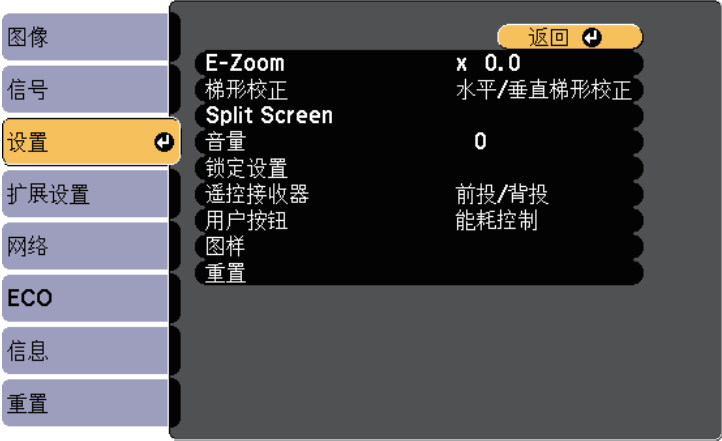 图像
信号
设置
扩展设置
网络
ECO
信息
重置
返回
E-Zoom x 0.0
梯形校正 水平/垂直梯形校正
Split Screen
音量 0
锁定设置
遥控接收器 前投/背投
用户按钮 能耗控制
图样
重置